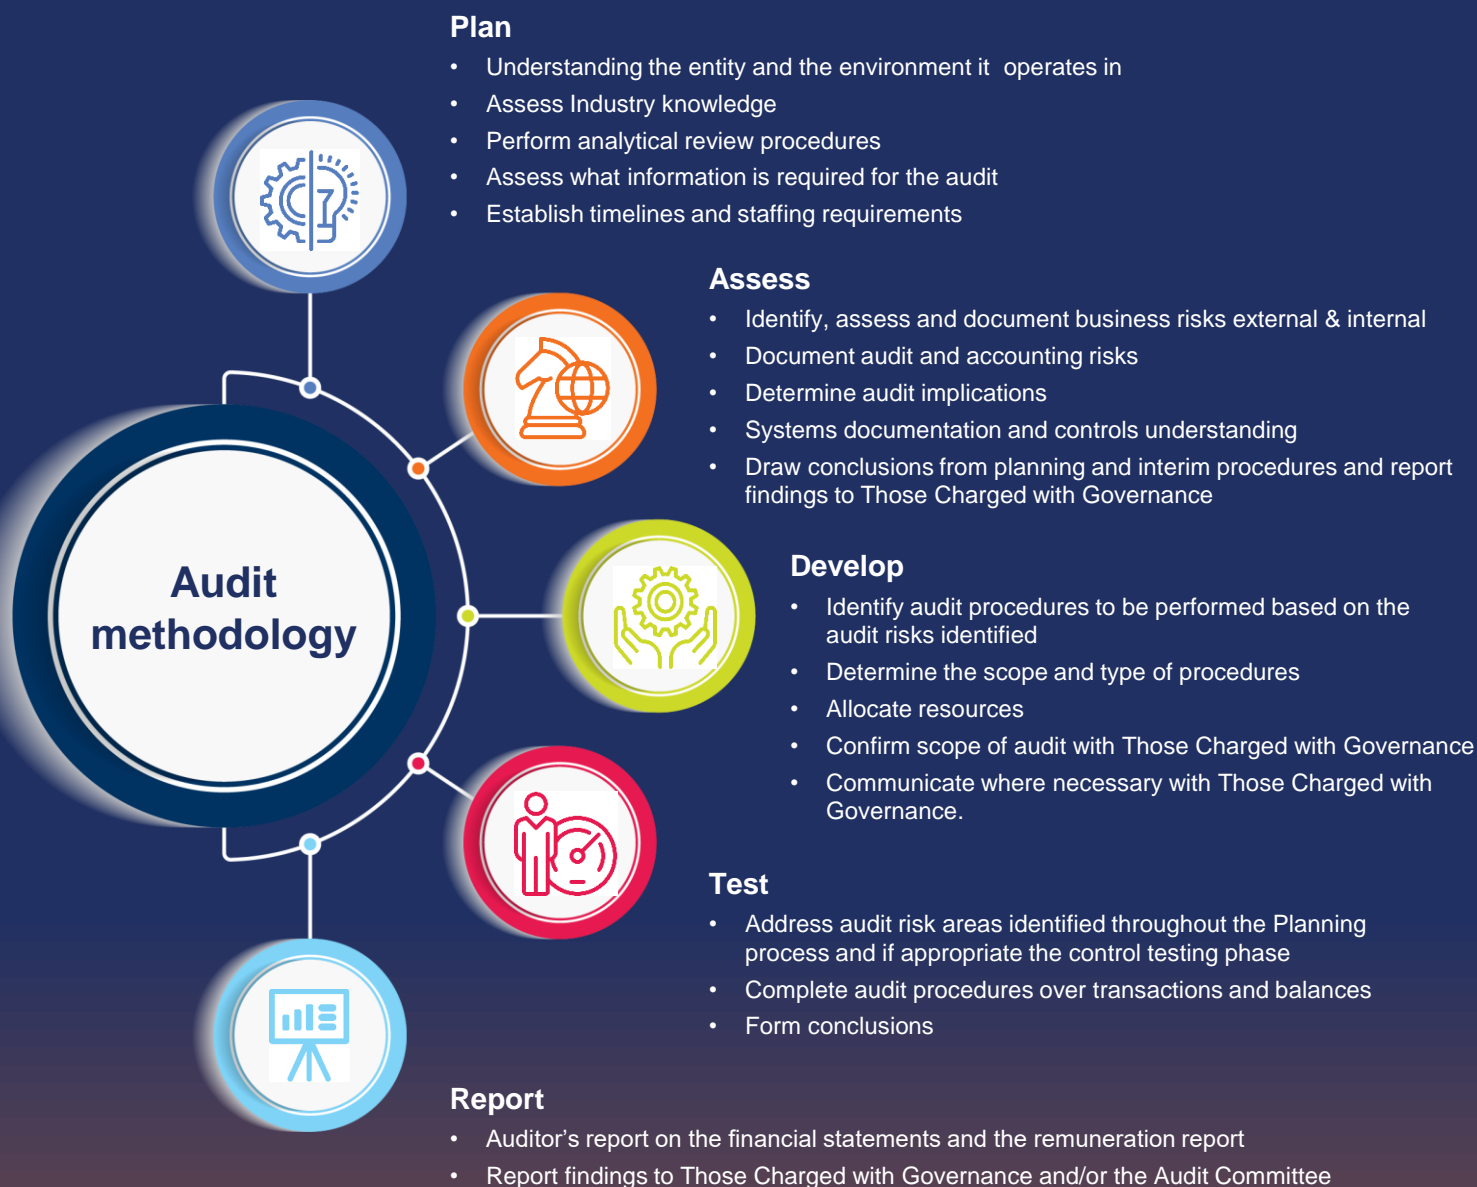 Plan
• Understanding the entity and the environment it  operates in
• Assess Industry knowledge
• Perform analytical review procedures
• Assess what information is required for the audit
• Establish timelines and staffing requirements
Assess
• Identify, assess and document business risks external & internal
• Document audit and accounting risks
• Determine audit implications
• Systems documentation and controls understanding
• Draw conclusions from planning and interim procedures and report
findings to Those Charged with Governance
Audit
methodology
Develop
• Identify audit procedures to be performed based on the
audit risks identified
• Determine the scope and type of procedures
• Allocate resources
• Confirm scope of audit with Those Charged with Governance
• Communicate where necessary with Those Charged with
Governance.
Test
• Address audit risk areas identified throughout the Planning
process and if appropriate the control testing phase
• Complete audit procedures over transactions and balances
• Form conclusions
Report
• Auditor’s report on the financial statements and the remuneration report
• Report findings to Those Charged with Governance and/or the Audit Committee